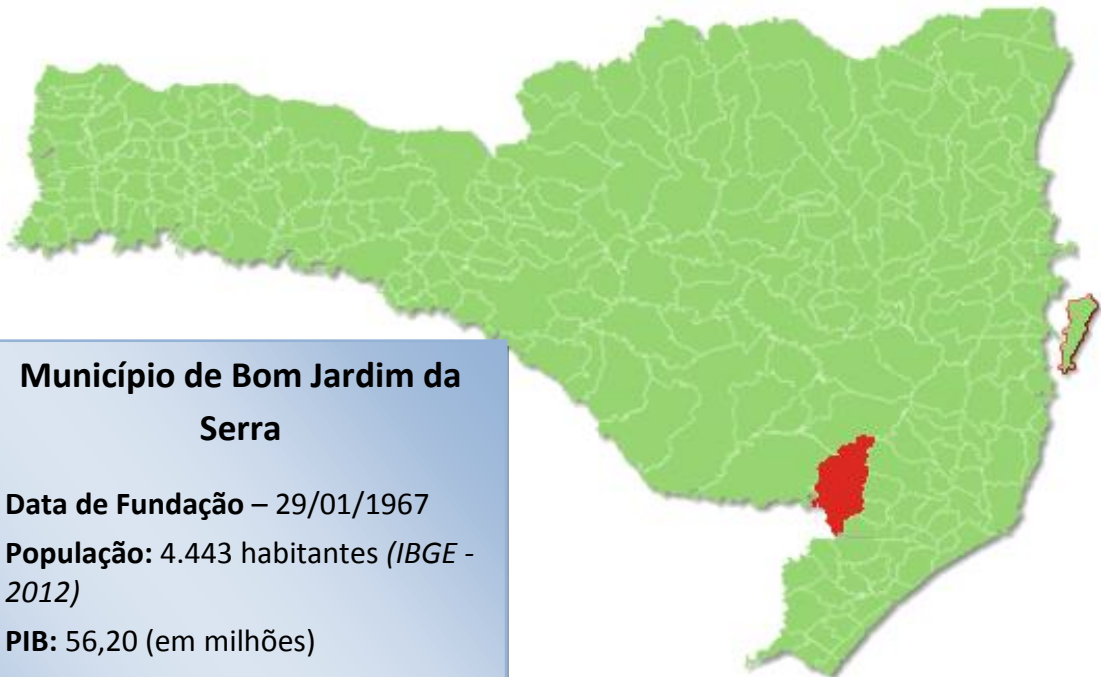 Município de Bom Jardim da
Serra
Data de Fundação – 29/01/1967
População: 4.443 habitantes (IBGE -
2012)
PIB: 56,20 (em milhões)